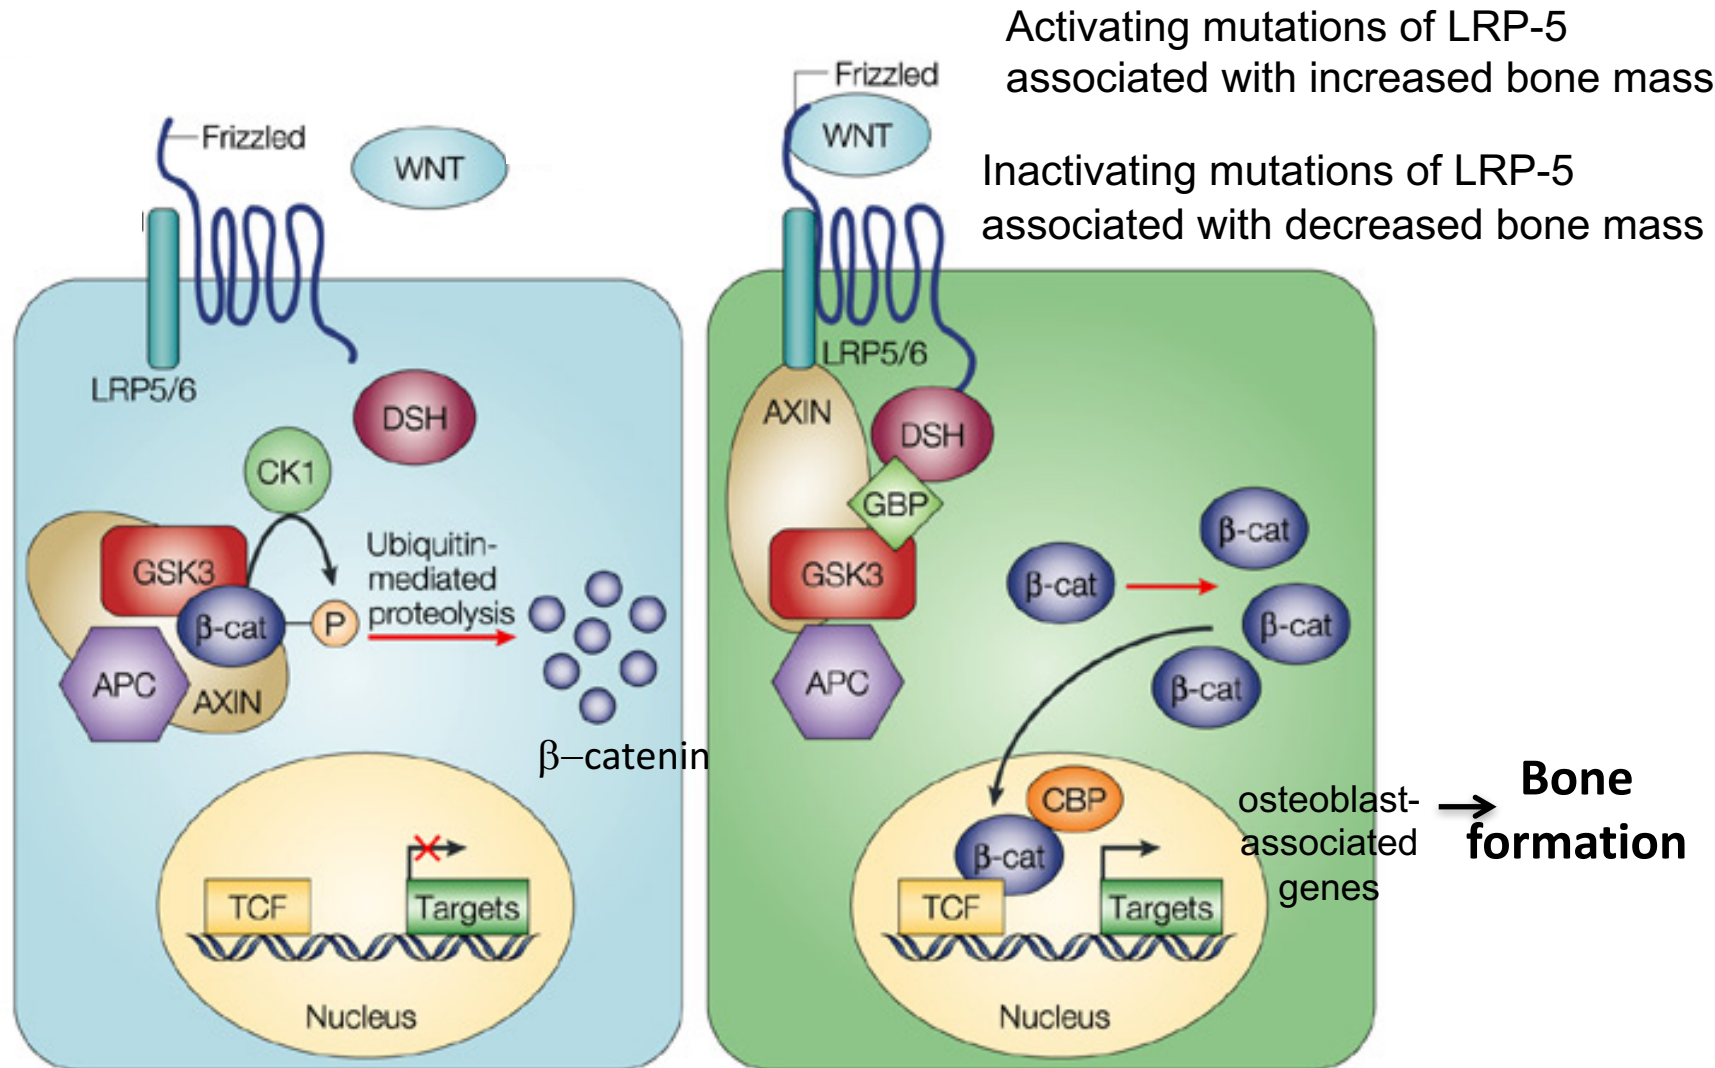 Activating mutations of LRP-5
associated with increased bone mass
Inactivating mutations of LRP-5
associated with decreased bone mass
Frizzled
WNT
LRP5/6
DSH
CK1
GSK3
β-cat
P
APC
AXIN
Ubiquitin-
mediated
proteolysis
β–catenin
TCF
Targets
Nucleus
Frizzled
WNT
LRP5/6
AXIN
DSH
GBP
GSK3
APC
β-cat
β-cat
β-cat
β-cat
CBP
β-cat
TCF
Targets
Nucleus
osteoblast-
associated
genes
Bone
formation